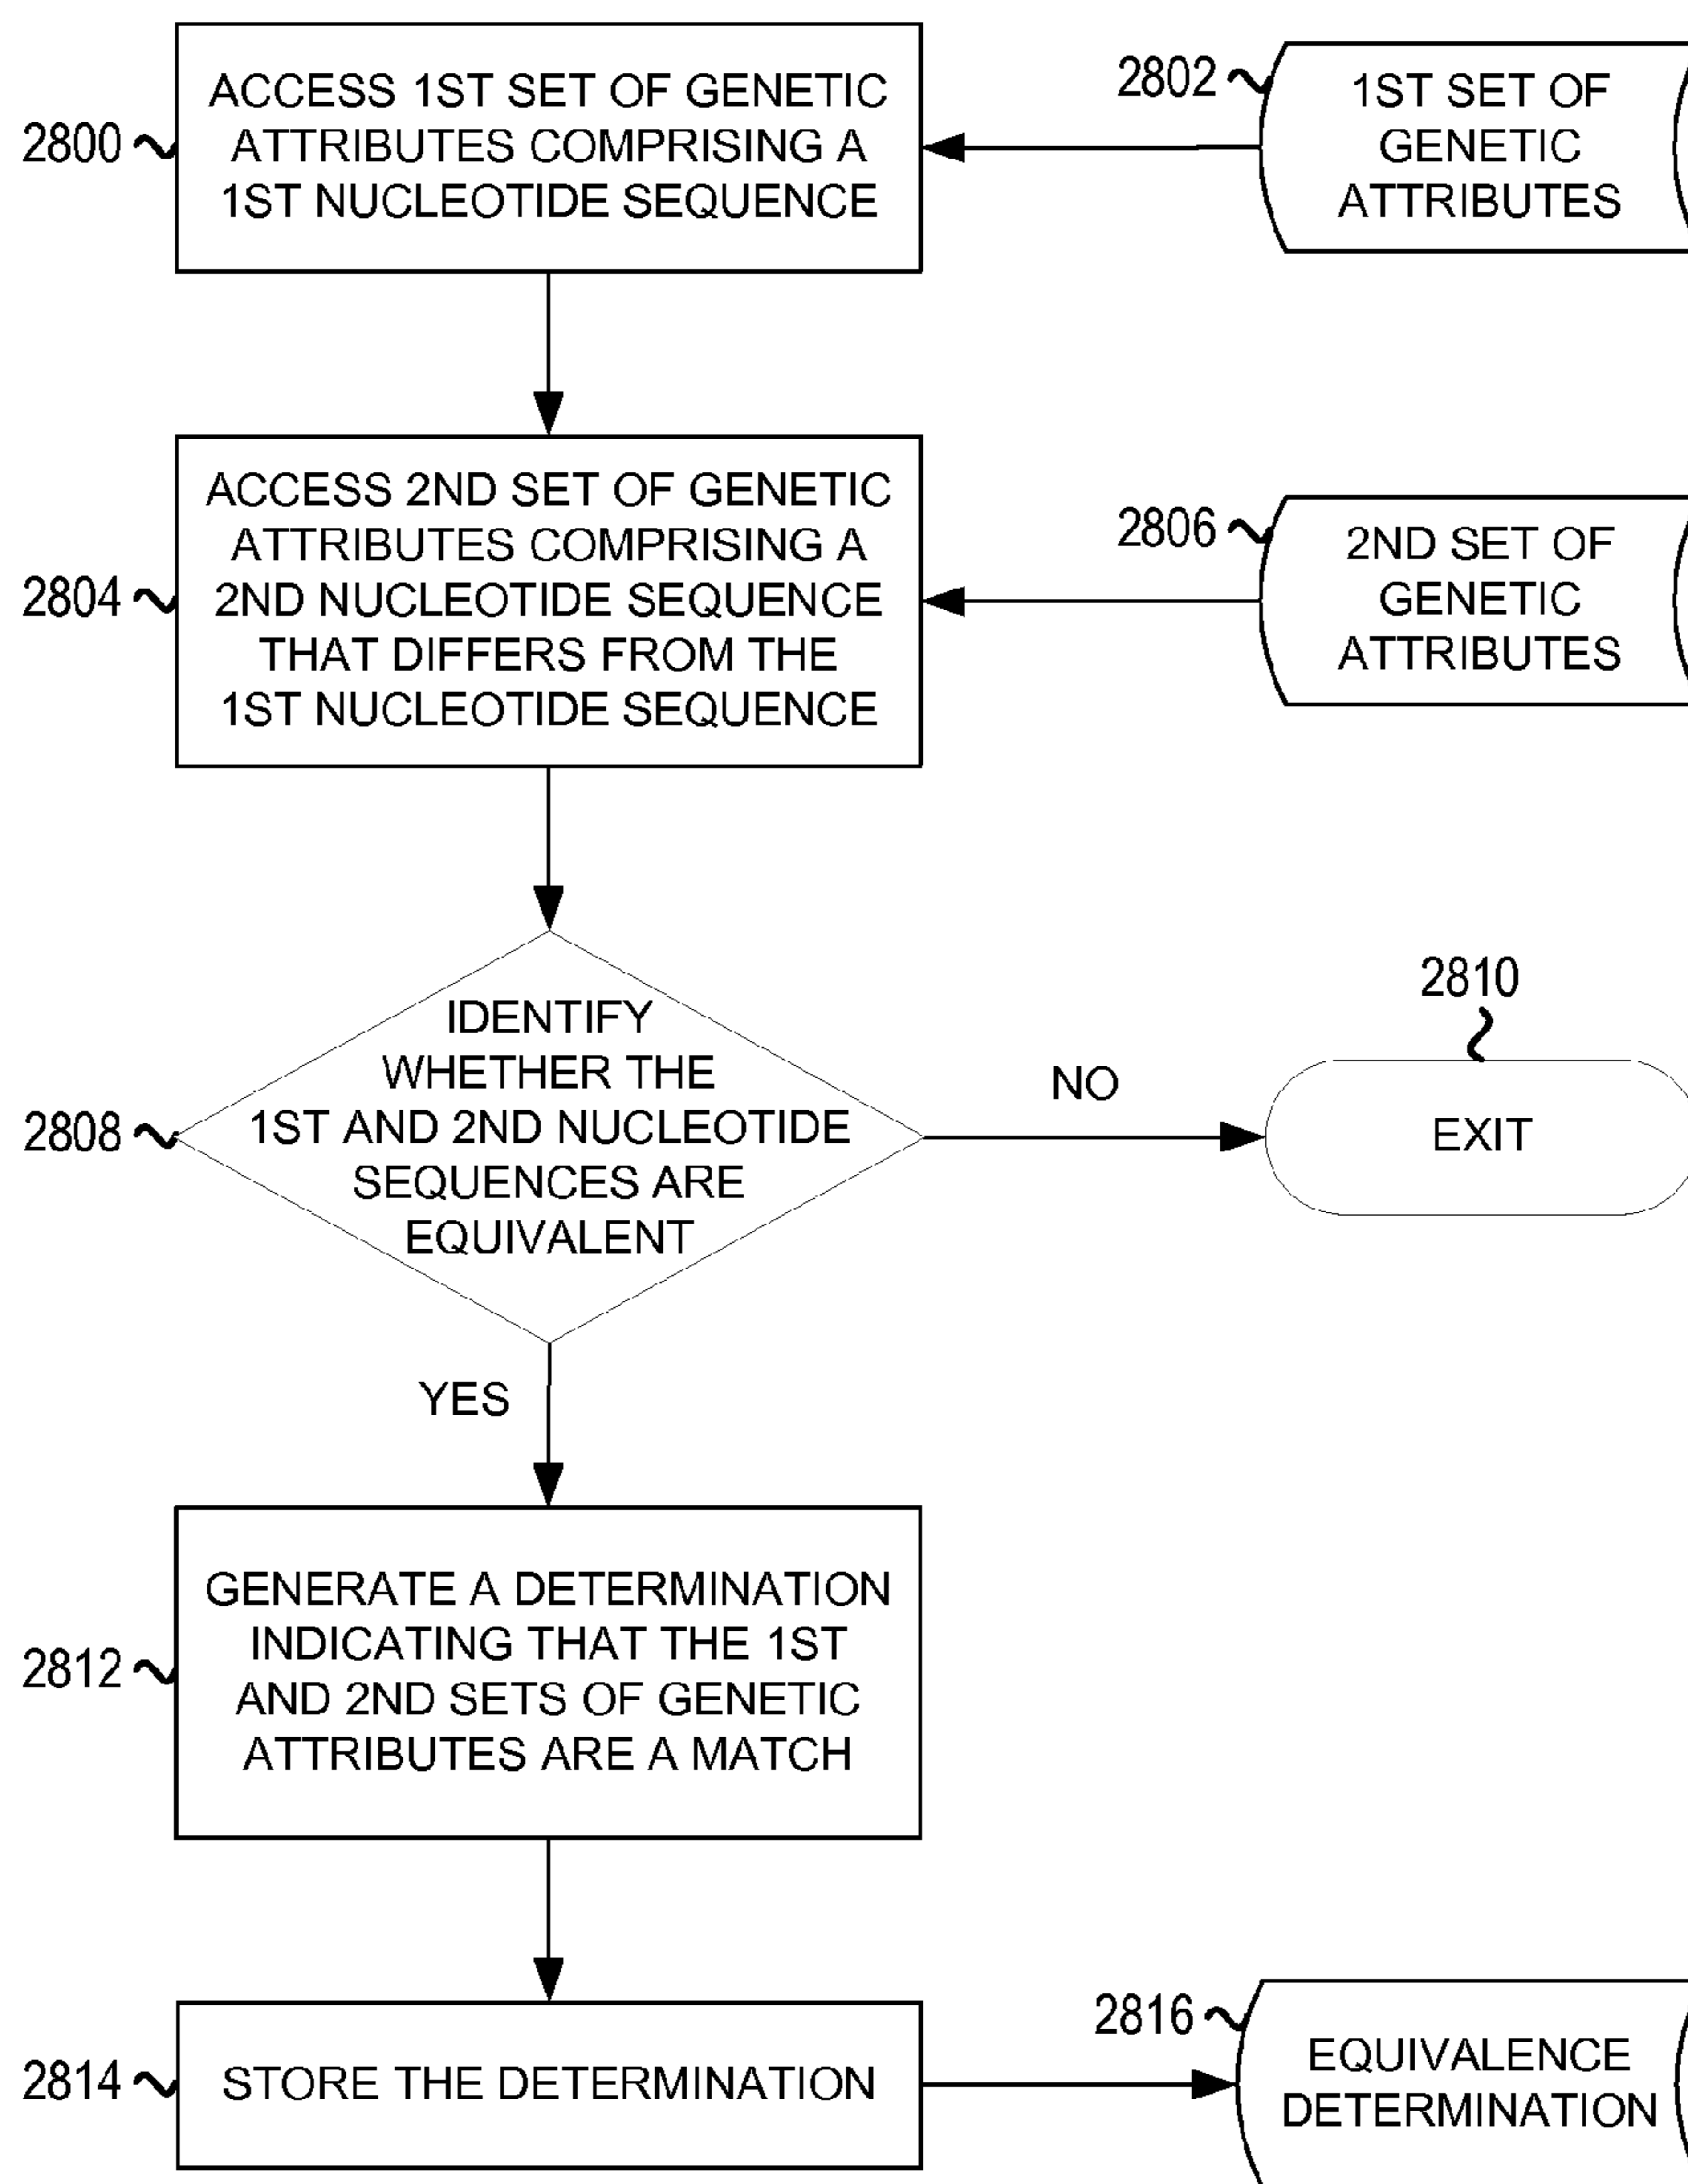 2800
ACCESS 1ST SET OF GENETIC
ATTRIBUTES COMPRISING A
1ST NUCLEOTIDE SEQUENCE
2802
1ST SET OF
GENETIC
ATTRIBUTES
2804
ACCESS 2ND SET OF GENETIC
ATTRIBUTES COMPRISING A
2ND NUCLEOTIDE SEQUENCE
THAT DIFFERS FROM THE
1ST NUCLEOTIDE SEQUENCE
2806
2ND SET OF
GENETIC
ATTRIBUTES
2808
IDENTIFY
WHETHER THE
1ST AND 2ND NUCLEOTIDE
SEQUENCES ARE
EQUIVALENT
NO
2810
EXIT
YES
2812
GENERATE A DETERMINATION
INDICATING THAT THE 1ST
AND 2ND SETS OF GENETIC
ATTRIBUTES ARE A MATCH
2814
STORE THE DETERMINATION
2816
EQUIVALENCE
DETERMINATION